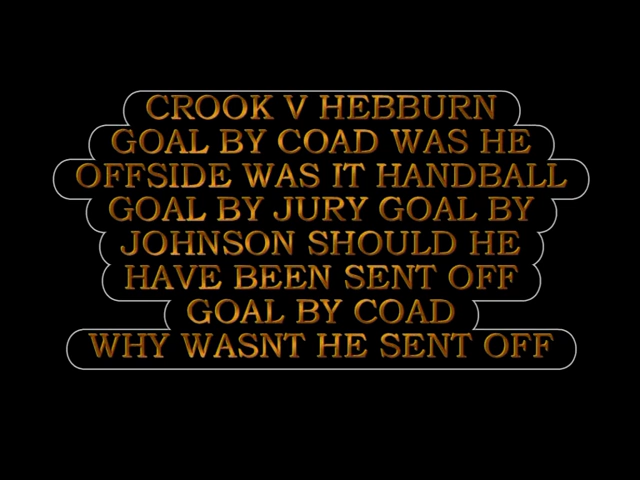 CROOK V HEBBURN
GOAL BY COAD WAS HE
OFFSIDE WAS IT HANDBALL
GOAL BY JURY GOAL BY
JOHNSON SHOULD HE
HAVE BEEN SENT OFF
GOAL BY COAD
WHY WASNT HE SENT OFF